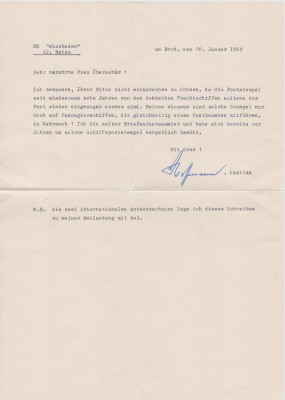 MS "Wiesbaden"
12. Reise
an Bord, den 20. Januar 1969
Sehr verehrte Frau Überschär !
Ich bedauere, Ihrer Bitte nicht entsprechen zu können, da die Poststempel
seit mindestens zehn Jahren von den deutschen Frachtschiffen seitens der
Post wieder eingezogen worden sind. Meines Wissens sind solche Stempel nur
noch auf Passagierschiffen, die gleichzeitig einen Postbeamten mitführen,
in Gebrauch ! Ich bin selber Briefmarkensammler und habe mich bereits vor
Jahren um solche Schiffspoststempel vergeblich bemüht.
Mit Gruß !
, Kapitän
N.B. die zwei internationalen Antwortscheine lege ich diesem Schreiben
zu meiner Entlastung mit bei.